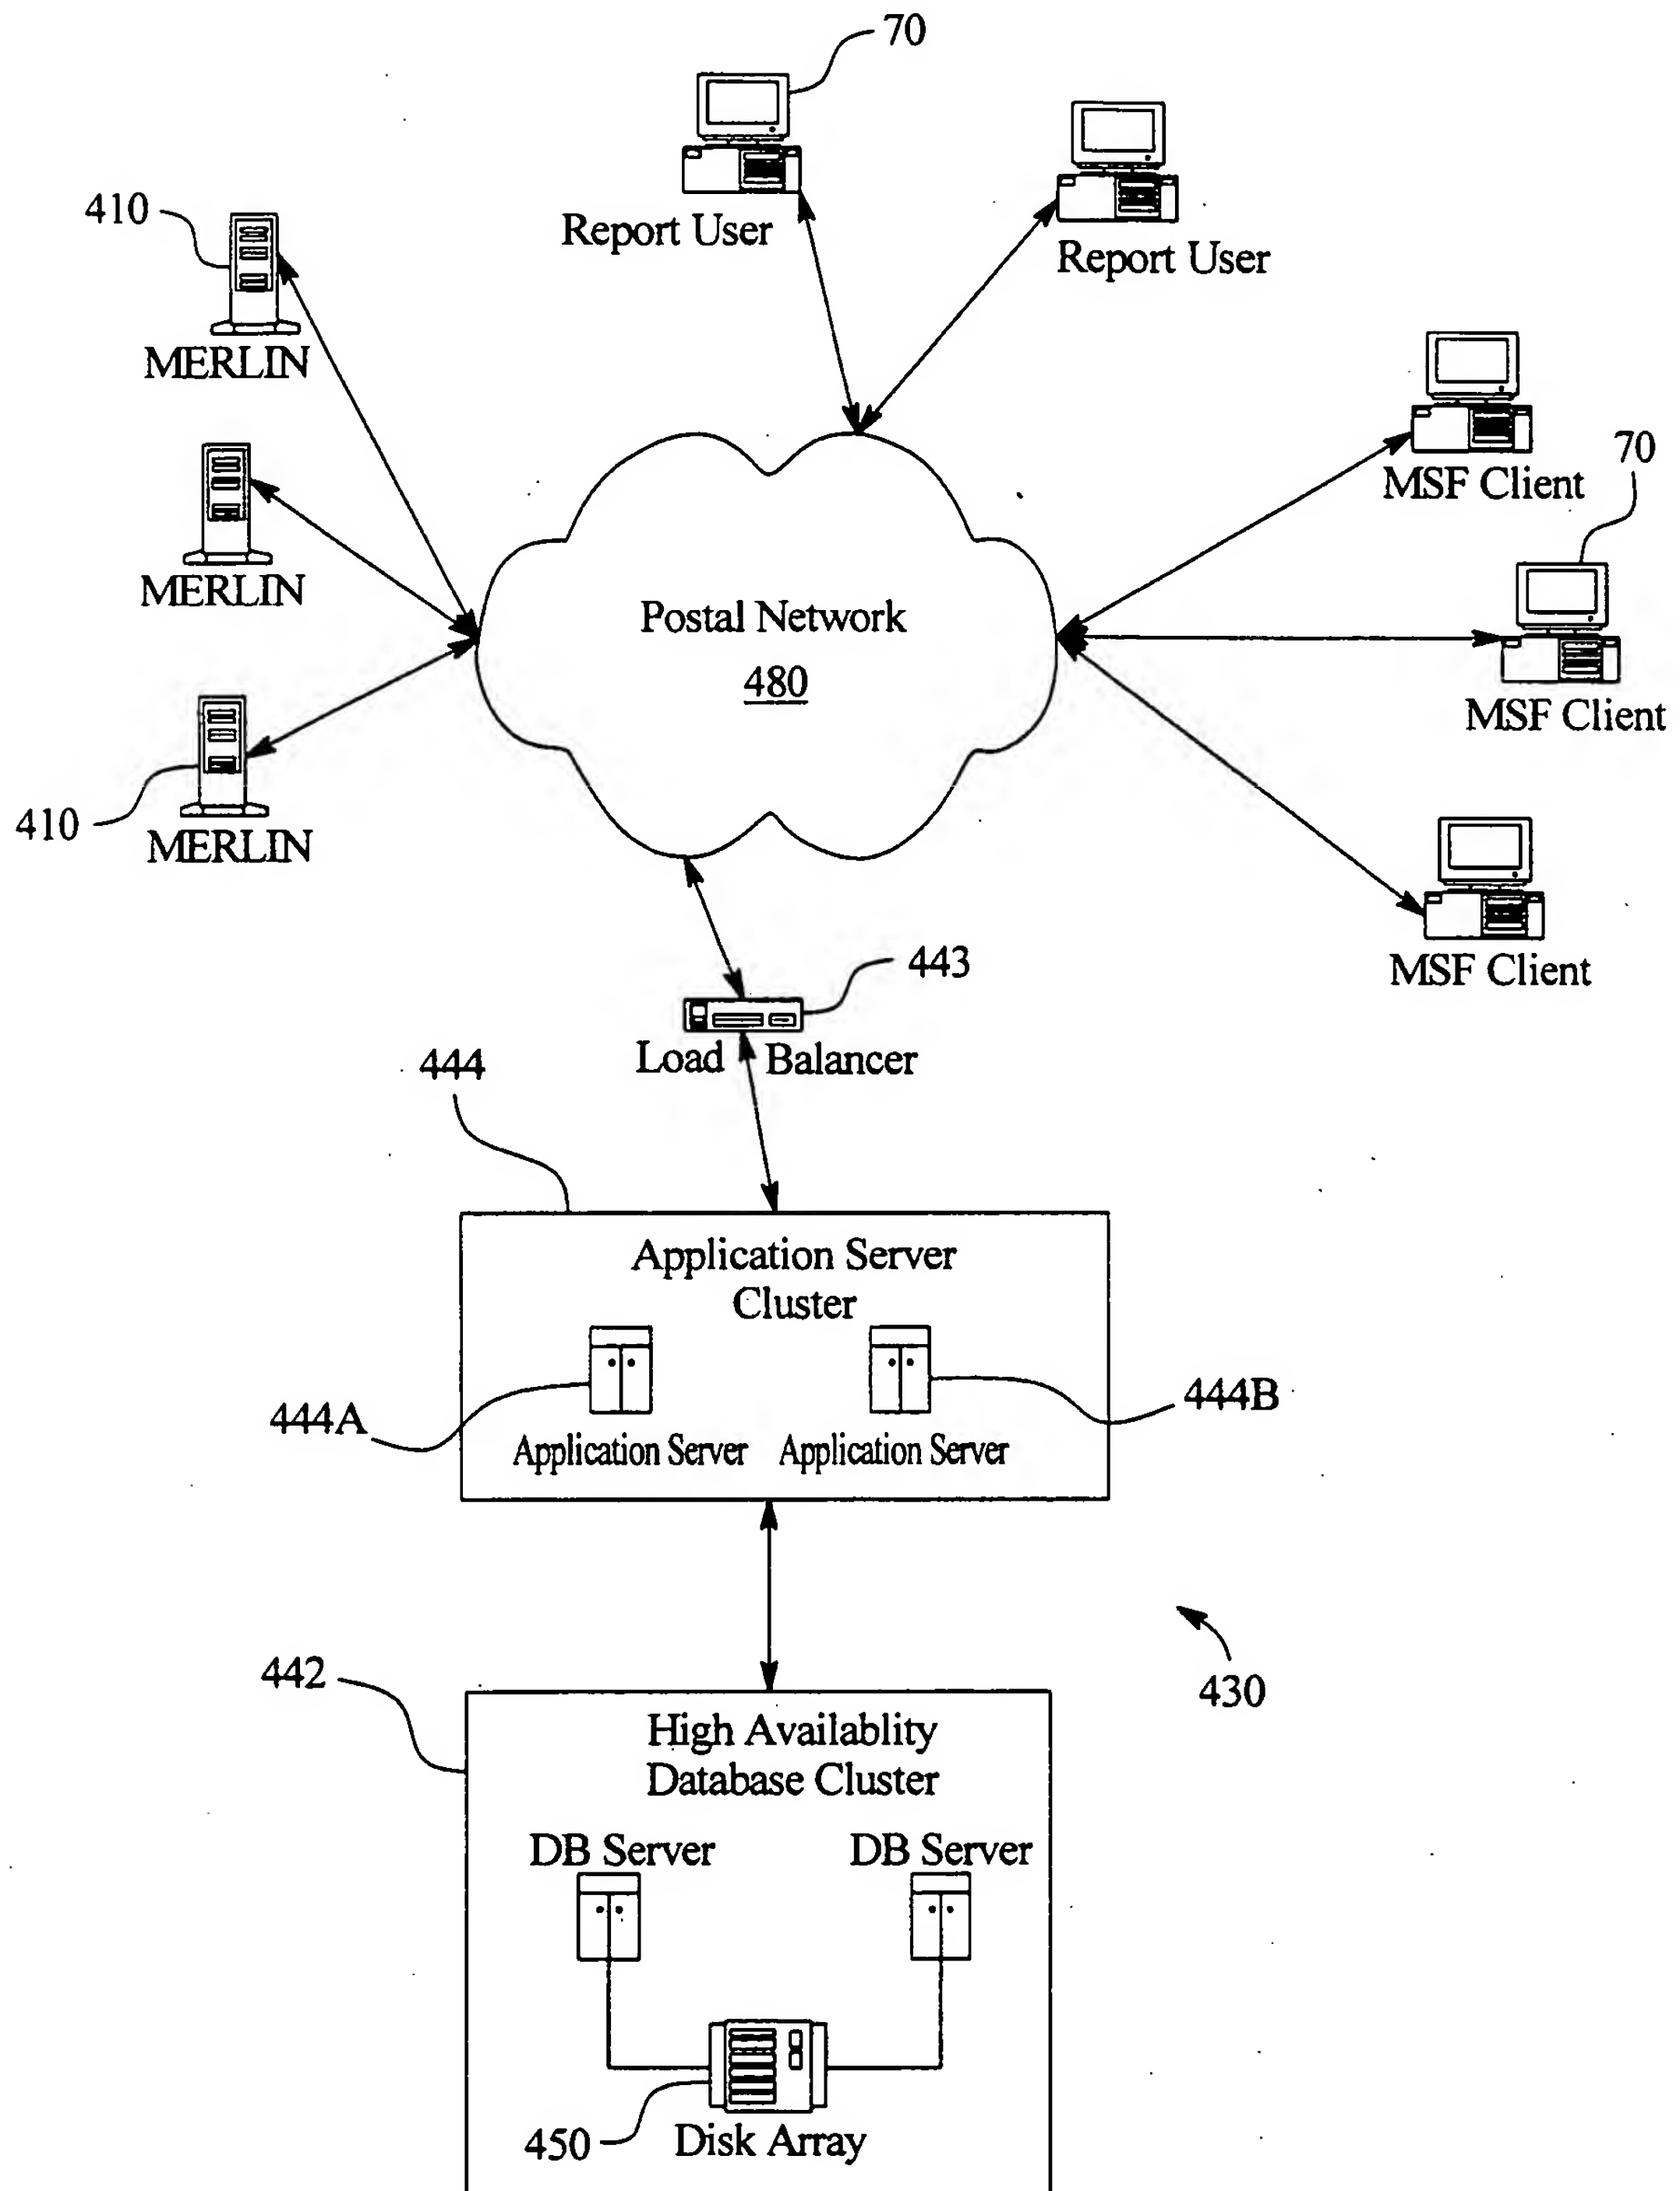 70
Report User
Report User
410
MERLIN
MERLIN
410
MERLIN
MSF Client
70
MSF Client
MSF Client
Postal Network
480
443
Load Balancer
444
Application Server
Cluster
444A
444B
Application Server
Application Server
430
442
High Availablity
Database Cluster
DB Server
DB Server
450
Disk Array